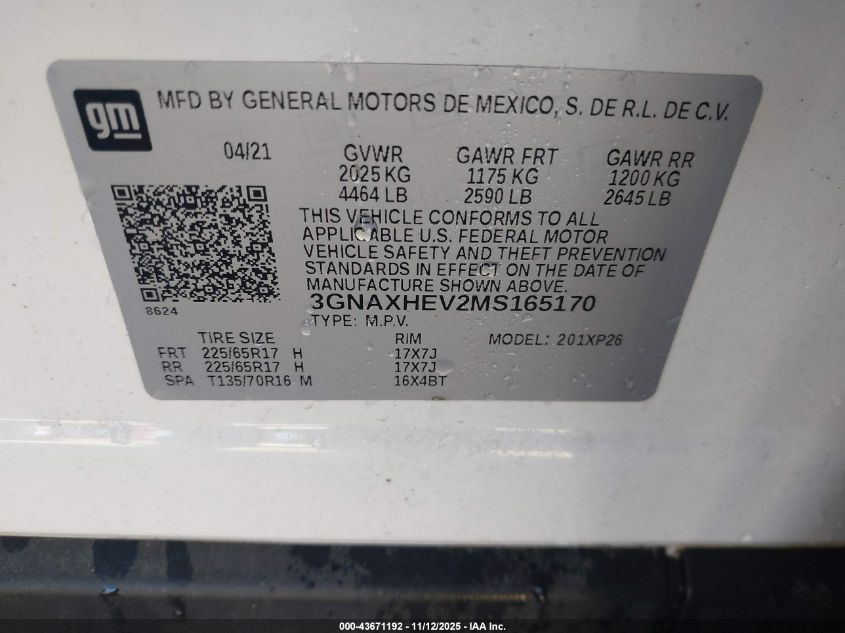 gm
MFD BY GENERAL MOTORS DE MEXICO, S. DE R.L. DE C.V.
04/21 GVWR GAWR FRT GAWR RR
2025 KG 1175 KG 1200 KG
4464 LB 2590 LB 2645 LB
THIS VEHICLE CONFORMS TO ALL
APPLICABLE U.S. FEDERAL MOTOR
VEHICLE SAFETY AND THEFT PREVENTION
STANDARDS IN EFFECT ON THE DATE OF
MANUFACTURE SHOWN ABOVE.
8624
3GNAXHEV2MS165170
TYPE: M.P.V.
TIRE SIZE RIM MODEL: 201XP26
FRT 225/65R17 H 17X7J
RR 225/65R17 H 17X7J
SPA T135/70R16 M 16X4BT
000-43671192 - 11/12/2025 - IAA Inc.